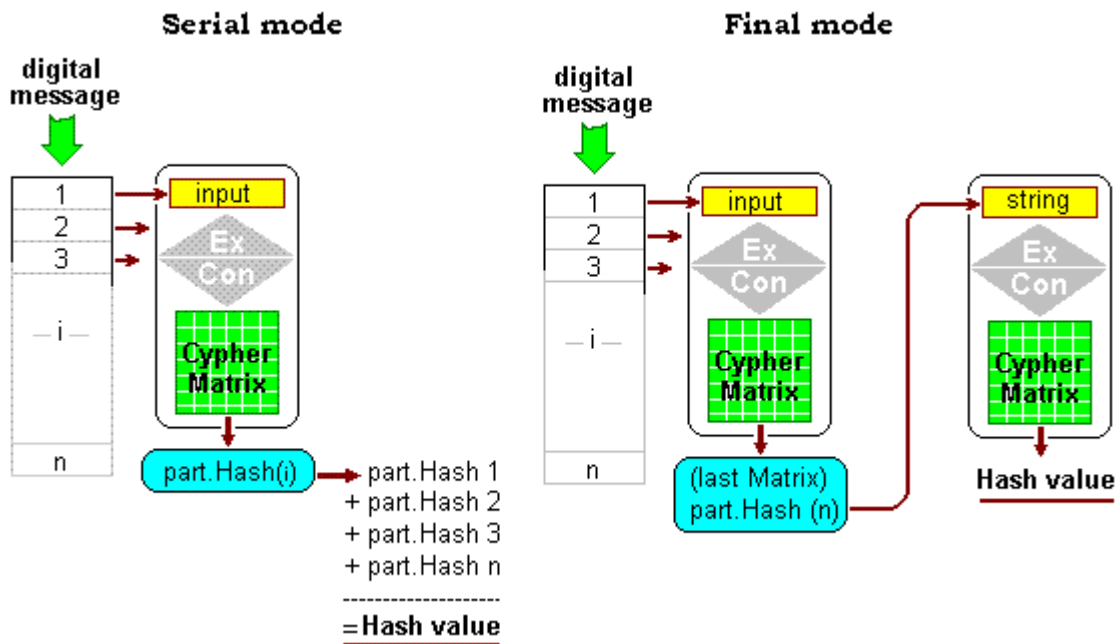 Serial mode
digital
message
1
2
3
— i —
n
input
Ex
Con
Cypher
Matrix
part.Hash(i)
part.Hash 1
+ part.Hash 2
+ part.Hash 3
+ part.Hash n
--------------------
=Hash value
Final mode
digital
message
1
2
3
— i —
n
input
Ex
Con
Cypher
Matrix
(last Matrix)
part.Hash (n)
string
Ex
Con
Cypher
Matrix
Hash value